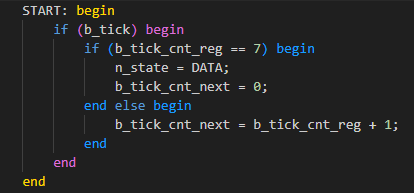 START: begin
    if (b_tick) begin
        if (b_tick_cnt_reg == 7) begin
            n_state = DATA;
            b_tick_cnt_next = 0;
        end else begin
            b_tick_cnt_next = b_tick_cnt_reg + 1;
        end
    end
end